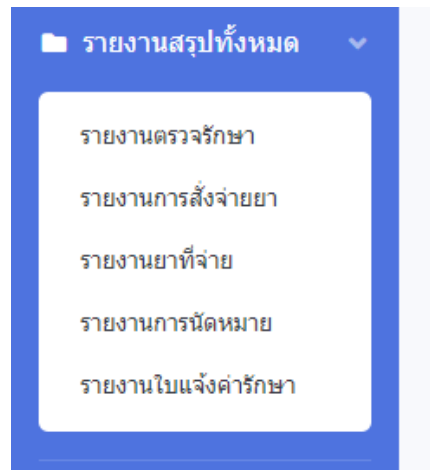 รายงานสรุปทั้งหมด
รายงานตรวจรักษา
รายงานการสั่งจ่ายยา
รายงานยาที่จ่าย
รายงานการนัดหมาย
รายงานใบแจ้งค่ารักษา